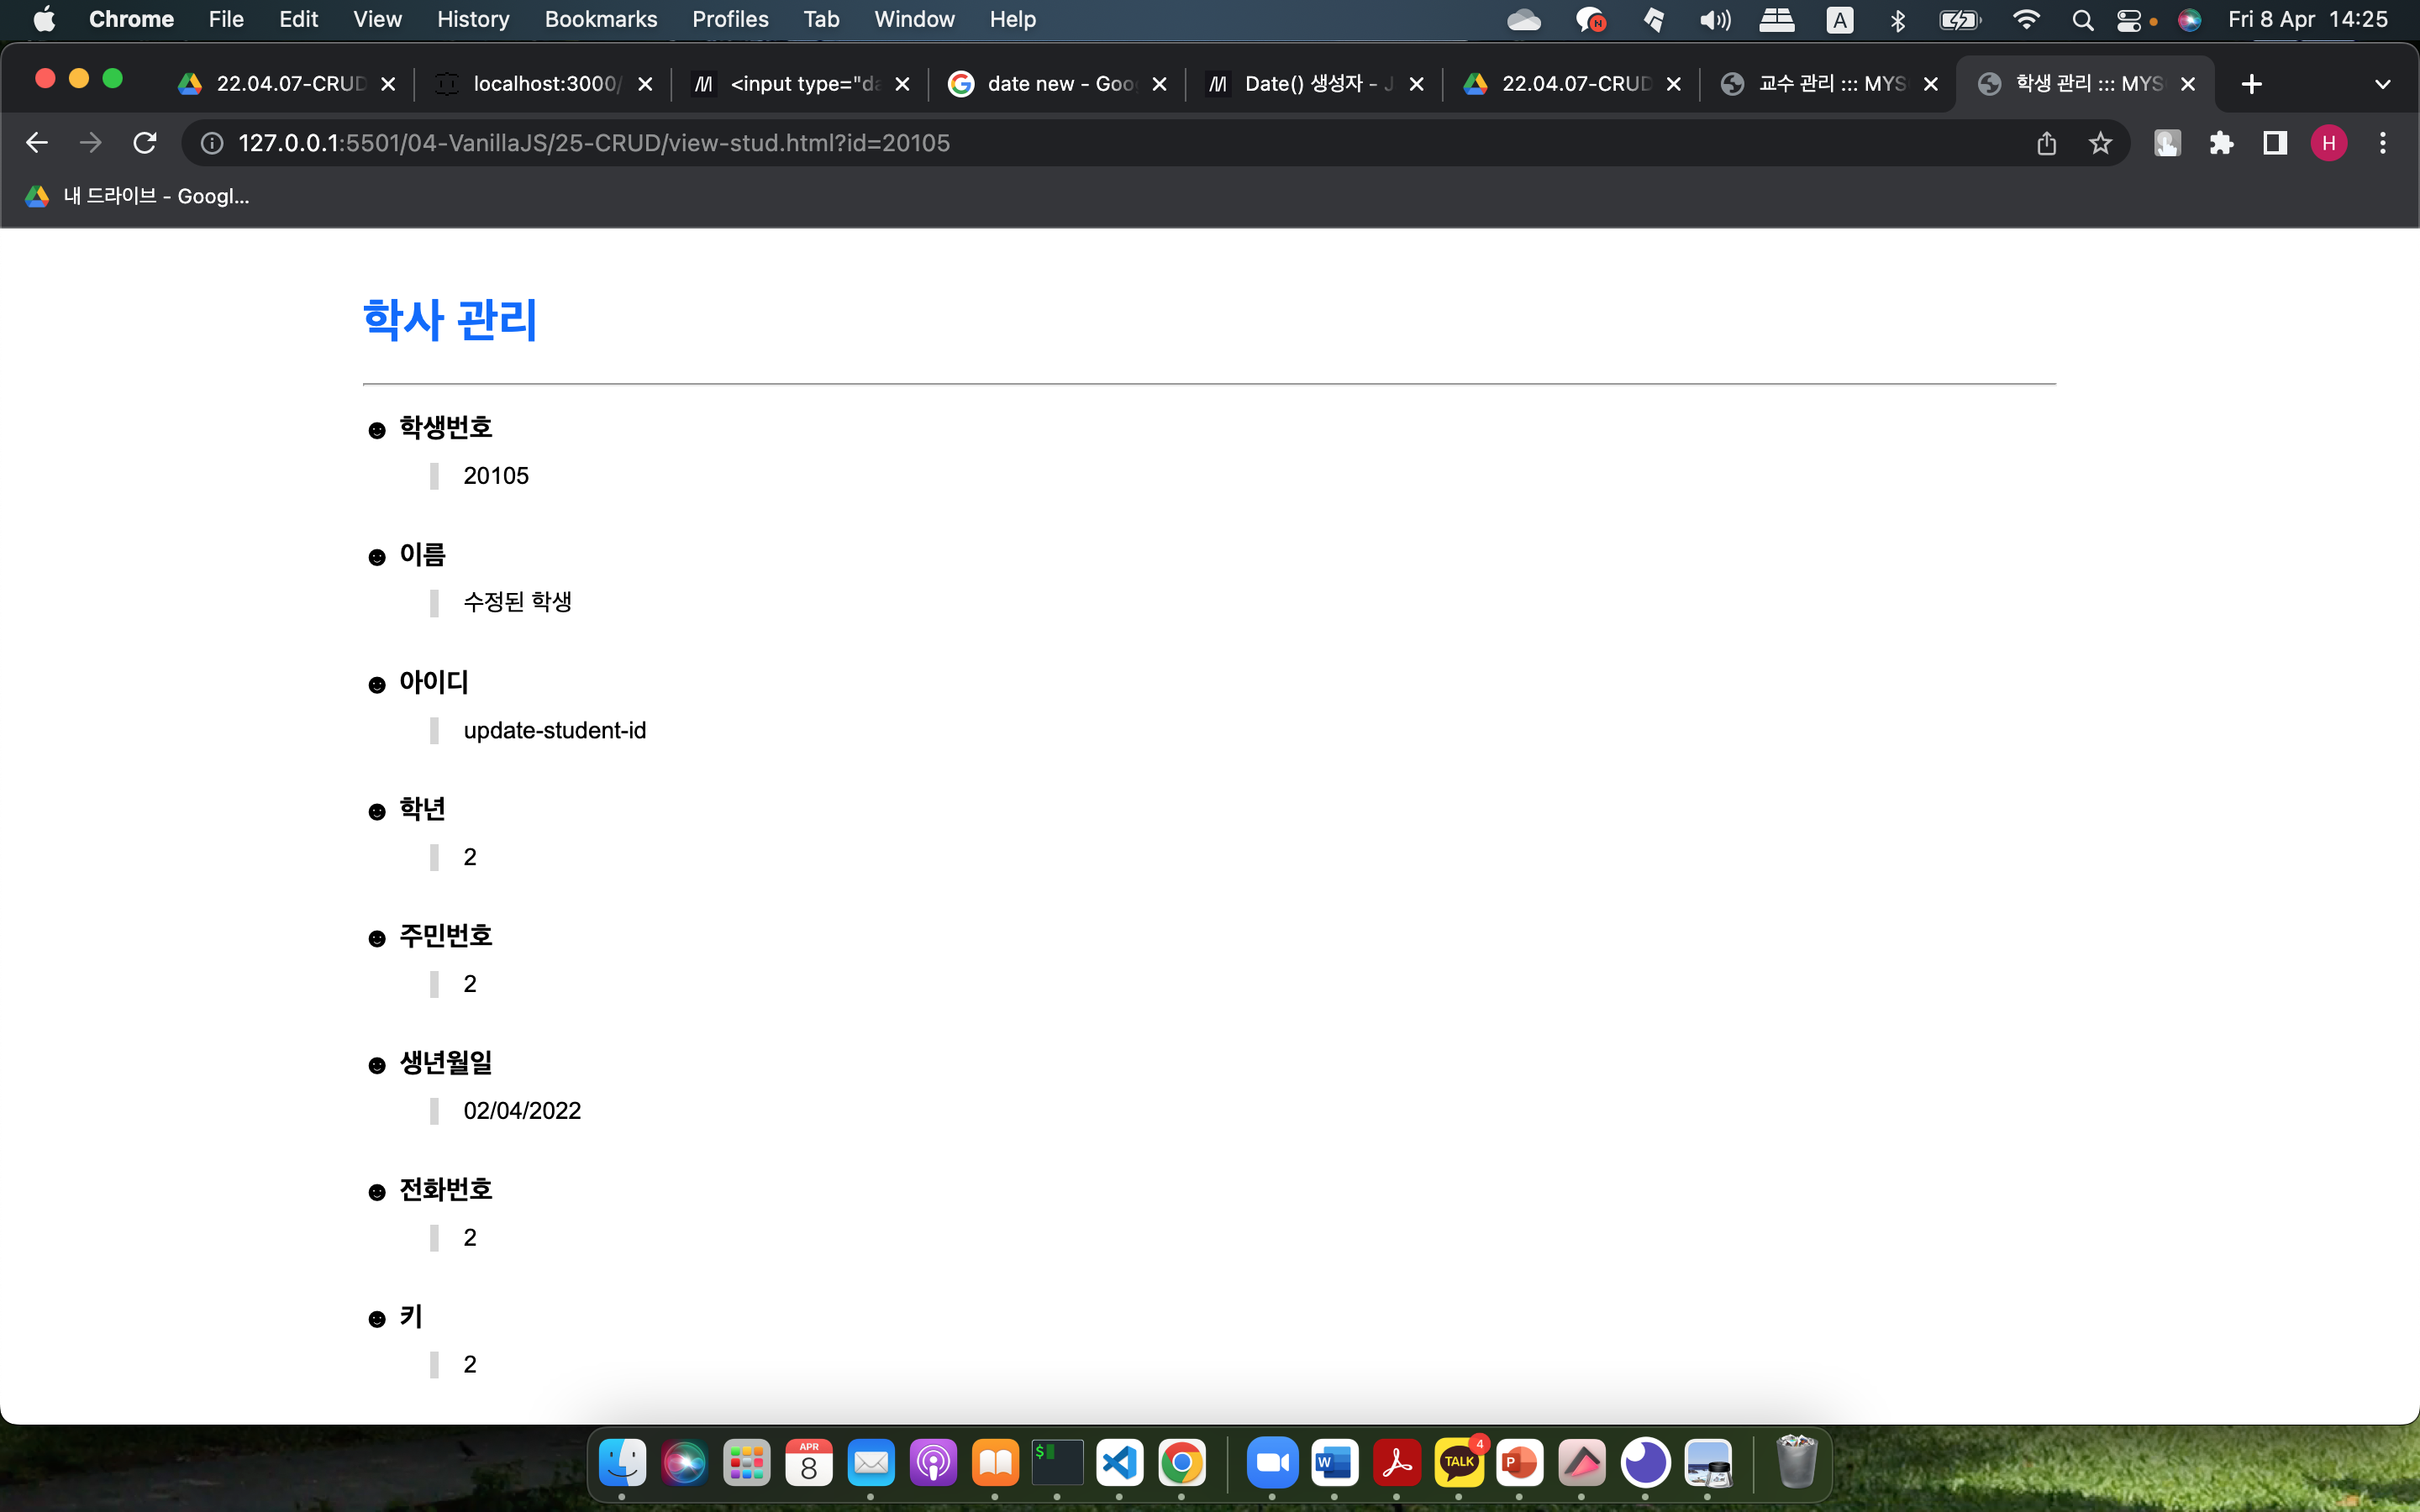 Chrome File Edit View History Bookmarks Profiles Tab Window Help A Fri 8 Apr 14:25
22.04.07-CRUD localhost:3000/ <input type="da date new - Goo Date() 생성자 - J 22.04.07-CRUD 교수 관리 ::: MYS 학생 관리 ::: MYS
127.0.0.1:5501/04-VanillaJS/25-CRUD/view-stud.html?id=20105 H
내 드라이브 - Googl...
학사 관리
학생번호
20105
이름
수정된 학생
아이디
update-student-id
학년
2
주민번호
2
생년월일
02/04/2022
전화번호
2
키
2
APR
8
$
W
TALK
4
P